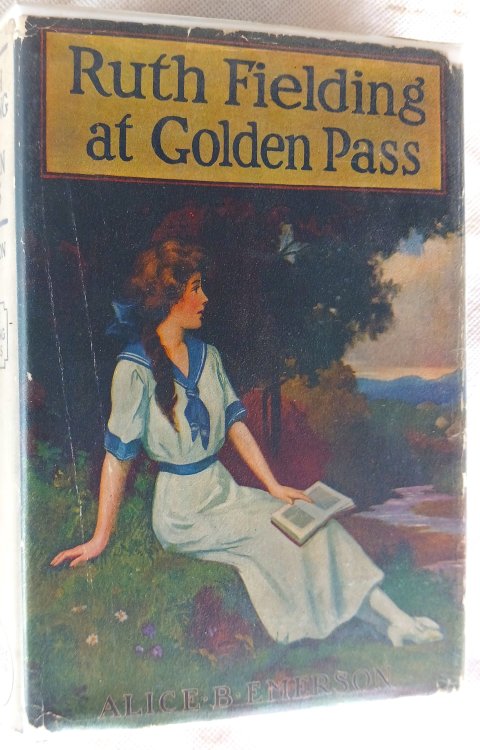 Ruth Fielding
at Golden Pass
ALICE·B·EMERSON